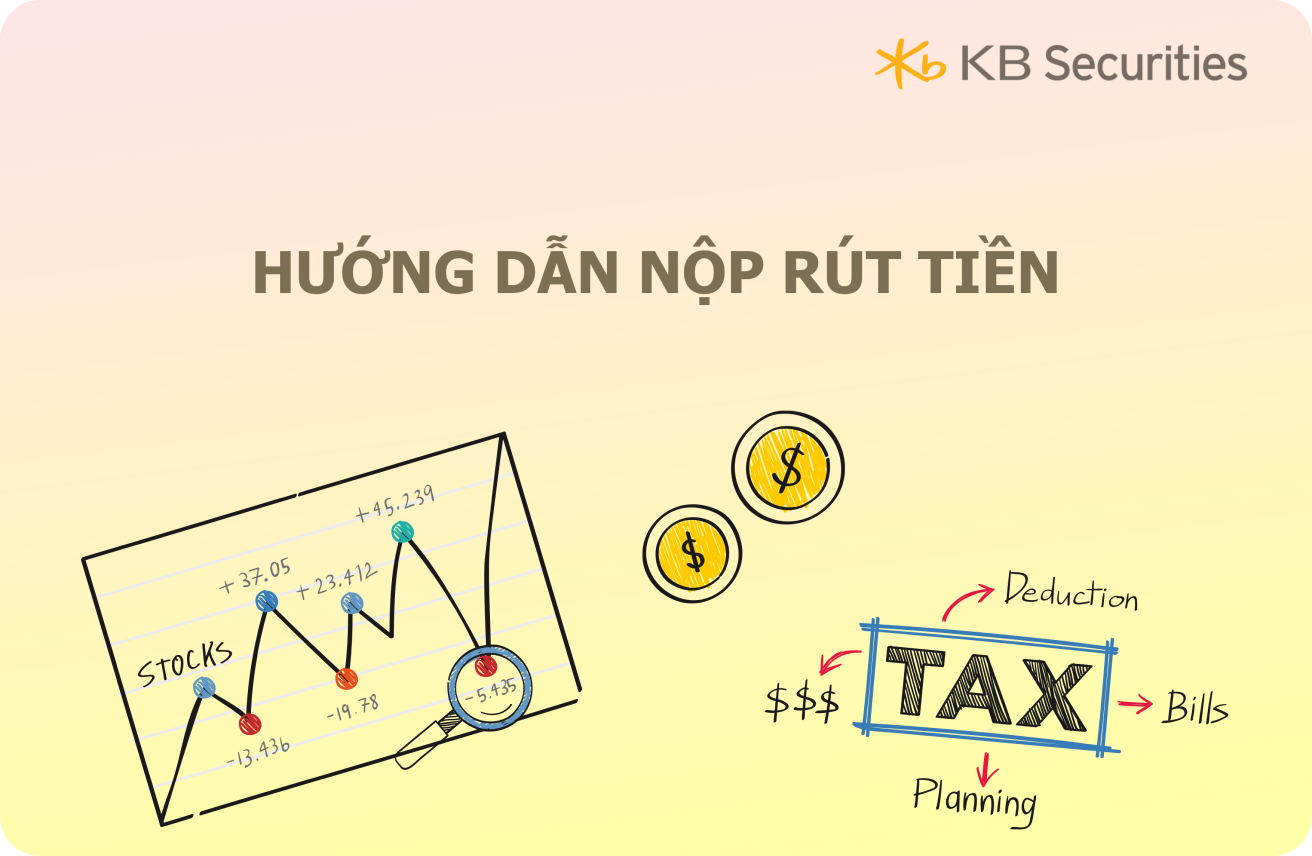 KB Securities
HƯỚNG DẪN NỘP RÚT TIỀN
$
$
+45.239
+37.05
+23.412
STOCKS
-19.78
-5.435
-13.436
Deduction
TAX
$$$
Bills
Planning